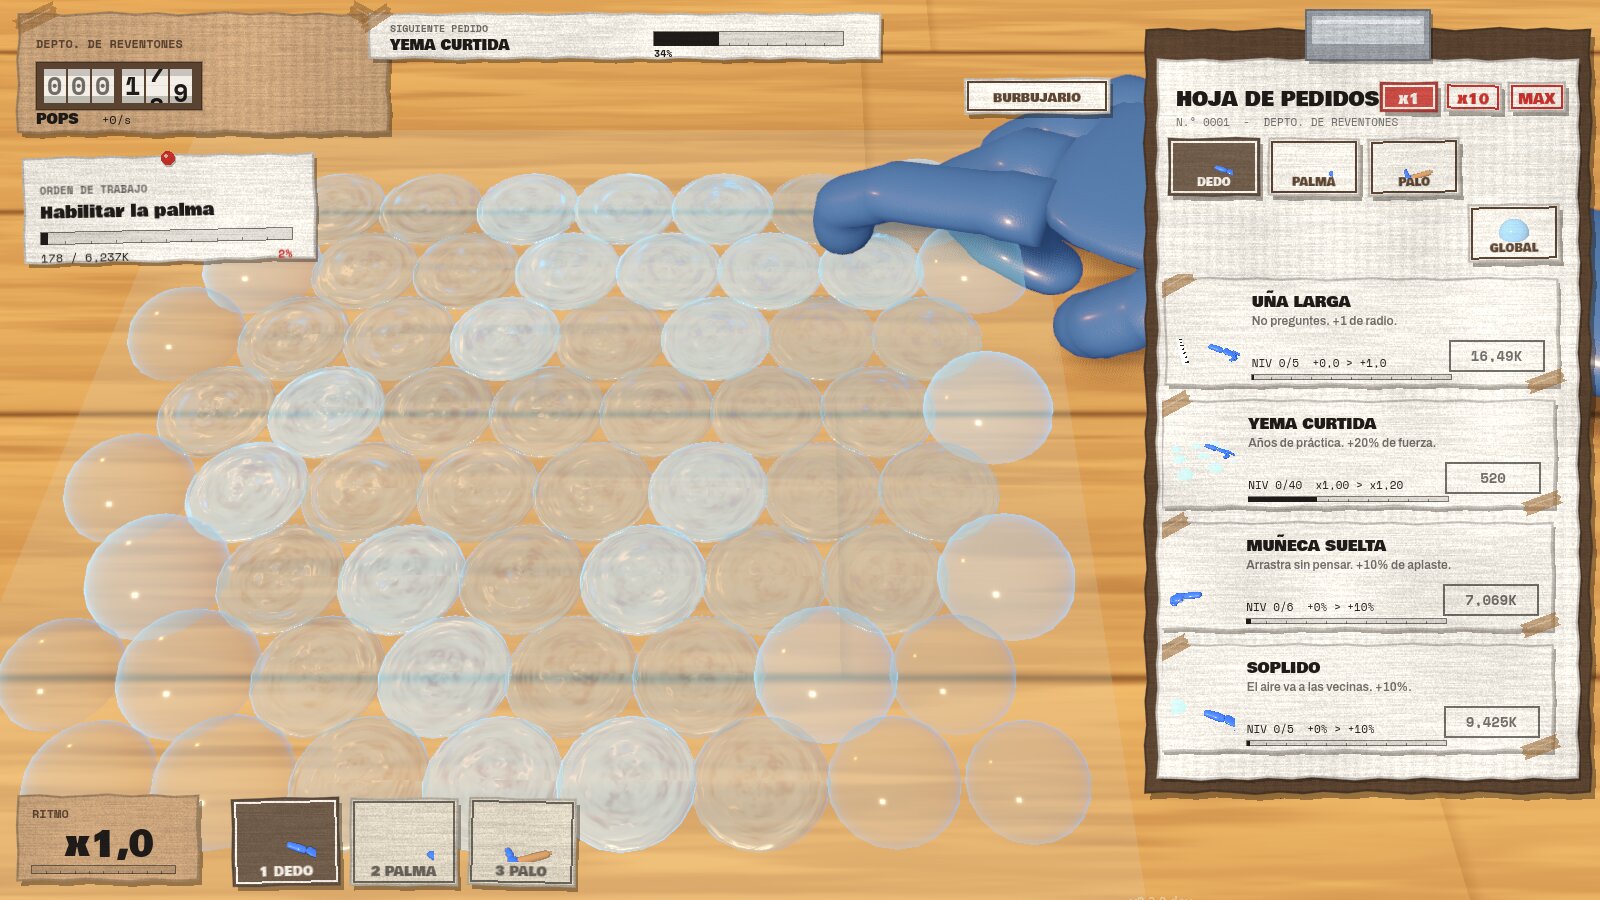 DEPTO. DE REVENTONES
POPS +0/s
SIGUIENTE PEDIDO
YEMA CURTIDA
34%
ORDEN DE TRABAJO
Habilitar la palma
178 / 6,237K 2%
BURBUJARIO
HOJA DE PEDIDOS x1 x10 MAX
N.º 0001 - DEPTO. DE REVENTONES
DEDO PALMA PALO
GLOBAL
UÑA LARGA
No preguntes. +1 de radio.
NIV 0/5 +0,0 > +1,0 16,49K
YEMA CURTIDA
Años de práctica. +20% de fuerza.
NIV 0/40 x1,00 > x1,20 520
MUÑECA SUELTA
Arrastra sin pensar. +10% de aplaste.
NIV 0/6 +0% > +10% 7,069K
SOPLIDO
El aire va a las vecinas. +10%.
NIV 0/5 +0% > +10% 9,425K
RITMO
x1,0
1 DEDO 2 PALMA 3 PALO